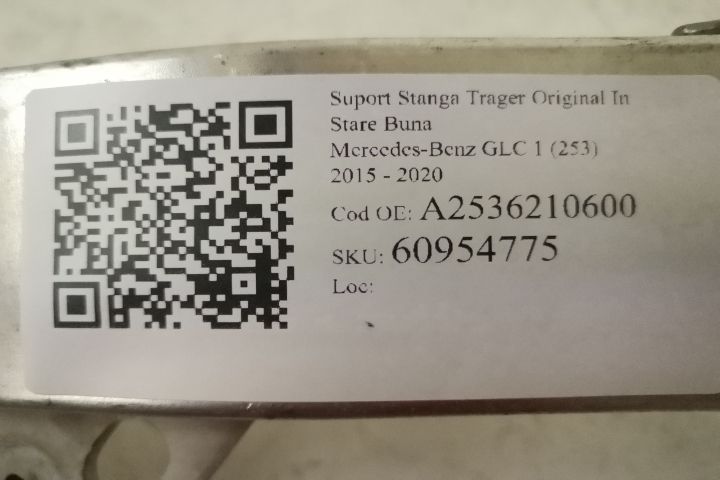 Suport Stanga Trager Original In
Stare Buna
Mercedes-Benz GLC 1 (253)
2015 - 2020
Cod OE: A2536210600
SKU: 60954775
Loc: